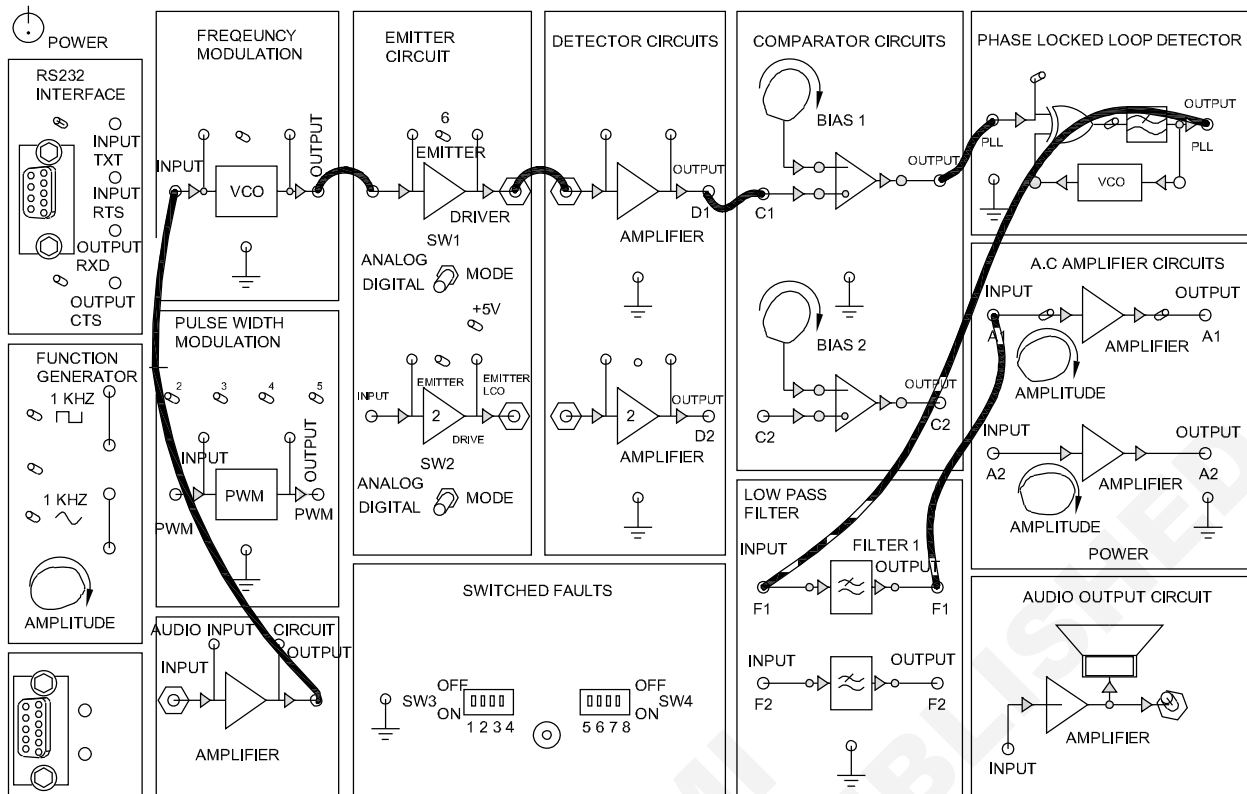 POWER
RS232
INTERFACE
INPUT
TXT
INPUT
RTS
OUTPUT
RXD
OUTPUT
CTS
FUNCTION
GENERATOR
1 KHZ
1 KHZ
AMPLITUDE
FREQEUNCY
MODULATION
INPUT
VCO
OUTPUT
PULSE WIDTH
MODULATION
2
3
4
5
INPUT
OUTPUT
PWM
PWM
PWM
AUDIO INPUT
CIRCUIT
INPUT
OUTPUT
AMPLIFIER
EMITTER
CIRCUIT
6
EMITTER
DRIVER
SW1
ANALOG
DIGITAL
MODE
+5V
INPUT
EMITTER
EMITTER
LCO
2
DRIVE
SW2
ANALOG
DIGITAL
MODE
DETECTOR CIRCUITS
OUTPUT
D1
AMPLIFIER
OUTPUT
2
D2
AMPLIFIER
SWITCHED FAULTS
SW3
OFF
ON
1 2 3 4
OFF
SW4
ON
5 6 7 8
COMPARATOR CIRCUITS
BIAS 1
OUTPUT
C1
BIAS 2
OUTPUT
C2
C2
LOW PASS
FILTER
INPUT
FILTER 1
OUTPUT
F1
F1
INPUT
OUTPUT
F2
F2
PHASE LOCKED LOOP DETECTOR
OUTPUT
PLL
PLL
VCO
A.C AMPLIFIER CIRCUITS
INPUT
OUTPUT
A1
A1
AMPLIFIER
AMPLITUDE
INPUT
OUTPUT
A2
A2
AMPLIFIER
AMPLITUDE
POWER
AUDIO OUTPUT CIRCUIT
AMPLIFIER
INPUT
BLISHED